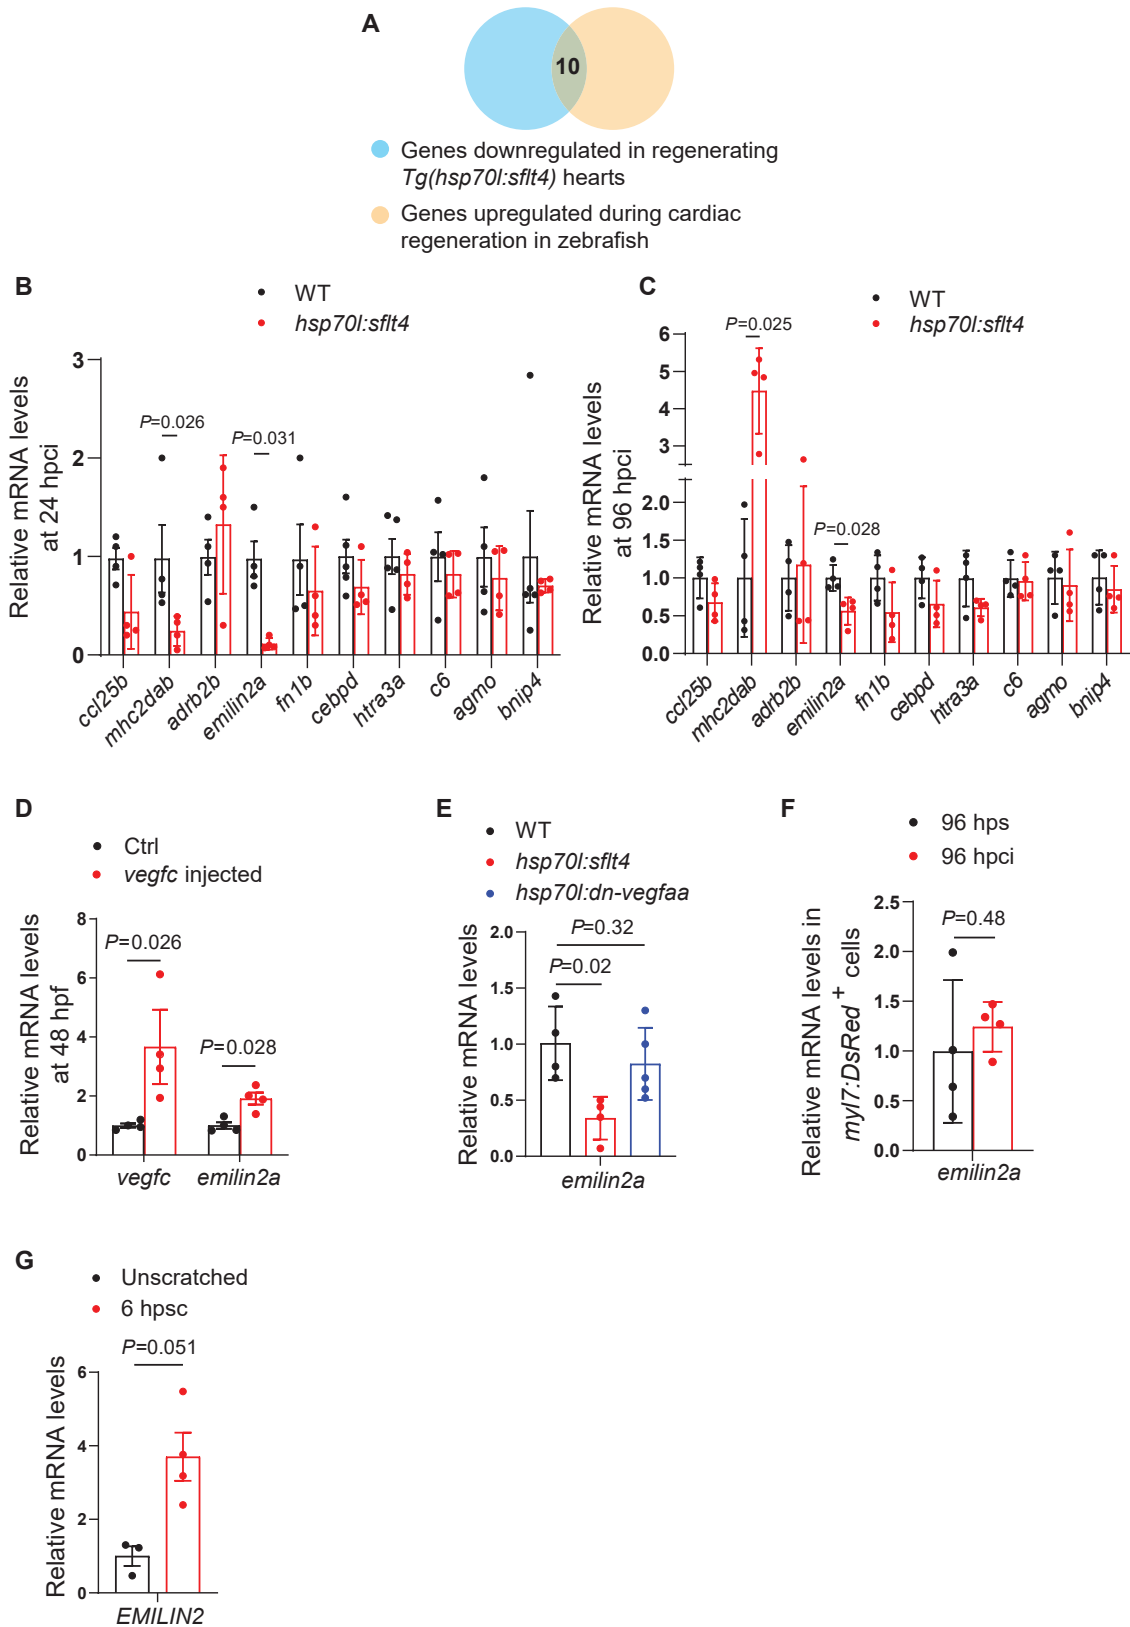 A
10
Genes downregulated in regenerating
Tg(hsp70l:sflt4) hearts
Genes upregulated during cardiac
regeneration in zebrafish
B
WT
hsp70l:sflt4
Relative mRNA levels
at 24 hpci
3
2
1
0
P=0.026
P=0.031
ccl25b
mhc2dab
adrb2b
emilin2a
fn1b
cebpd
htra3a
c6
agmo
bnip4
C
WT
hsp70l:sflt4
Relative mRNA levels
at 96 hpci
6
5
4
3
2.0
1.5
1.0
0.5
0.0
P=0.025
P=0.028
ccl25b
mhc2dab
adrb2b
emilin2a
fn1b
cebpd
htra3a
c6
agmo
bnip4
D
Ctrl
vegfc injected
Relative mRNA levels
at 48 hpf
8
6
4
2
0
P=0.026
P=0.028
vegfc
emilin2a
E
WT
hsp70l:sflt4
hsp70l:dn-vegfaa
Relative mRNA levels
2.0
1.5
1.0
0.5
0.0
P=0.32
P=0.02
emilin2a
F
96 hps
96 hpci
Relative mRNA levels in
myl7:DsRed+ cells
2.5
2.0
1.5
1.0
0.5
0.0
P=0.48
emilin2a
G
Unscratched
6 hpsc
P=0.051
Relative mRNA levels
6
4
2
0
EMILIN2